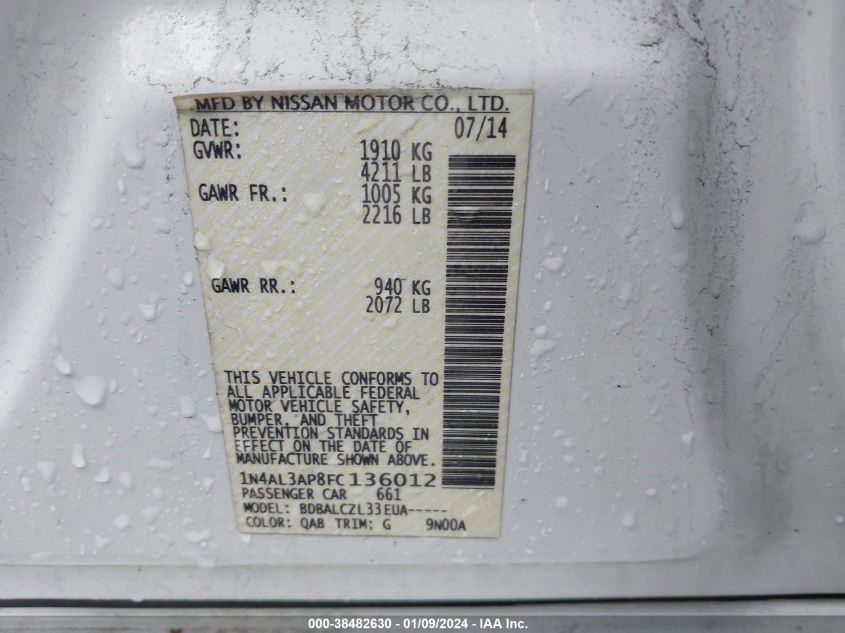 MFD BY NISSAN MOTOR CO., LTD.
DATE: 07/14
GVWR: 1910 KG
4211 LB
GAWR FR.: 1005 KG
2216 LB
GAWR RR.: 940 KG
2072 LB
THIS VEHICLE CONFORMS TO
ALL APPLICABLE FEDERAL
MOTOR VEHICLE SAFETY,
BUMPER, AND THEFT
PREVENTION STANDARDS IN
EFFECT ON THE DATE OF
MANUFACTURE SHOWN ABOVE.
1N4AL3AP8FC136012
PASSENGER CAR 661
MODEL: BDBALCZL33EUA-----
COLOR: QAB TRIM: G 9N00A
000-38482630 - 01/09/2024 - IAA Inc.